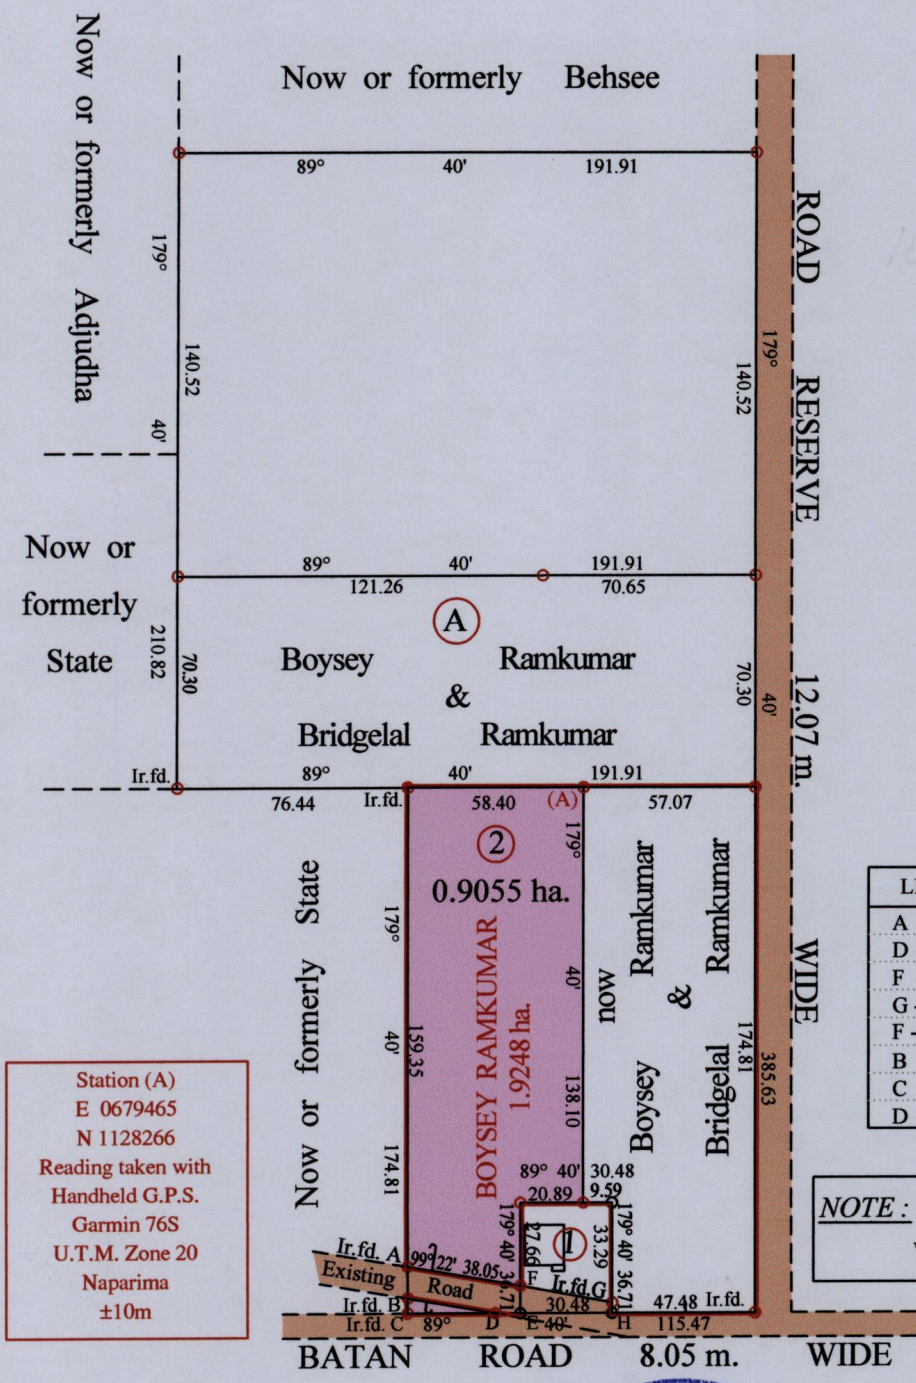 Now or formerly Behsee
Now or formerly Adjudha
89° 40' 191.91
179° 40'
140.52
ROAD RESERVE 12.07 m. WIDE
179° 40'
140.52
Now or
formerly
State
89° 40' 191.91
121.26 70.65
A
210.82
70.30
Boysey Ramkumar
&
Bridgelal Ramkumar
70.30
Ir.fd. 89° 40' 191.91
76.44 Ir.fd. 58.40 (A) 57.07
2
0.9055 ha.
BOYSEY RAMKUMAR
1.9248 ha.
Now or formerly State
179° 40' 174.81
159.35
179° 40' 138.10
now
Boysey Ramkumar
&
Bridgelal Ramkumar
174.81
385.63
89° 40' 30.48
20.89 9.59
179° 40' 36.71
27.66
1
33.29
179° 40' 36.71
Ir.fd. A 99° 22' 38.05 F Ir.fd. G
Existing Road
Ir.fd. B 30.48 47.48 Ir.fd.
Ir.fd. C 89° D E 40' H 115.47
BATAN ROAD 8.05 m. WIDE
Station (A)
E 0679465
N 1128266
Reading taken with
Handheld G.P.S.
Garmin 76S
U.T.M. Zone 20
Naparima
±10m
A
D
F
G -
F -
B
C
D
NOTE :